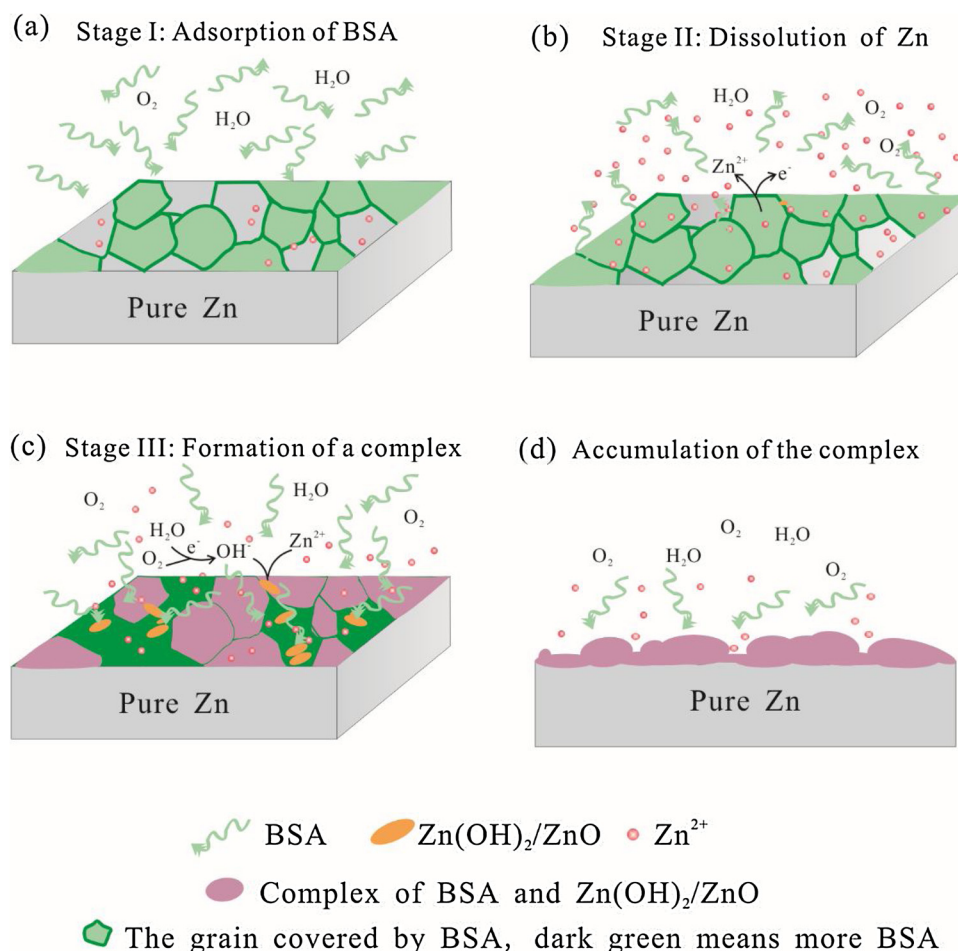 (a) Stage I: Adsorption of BSA
H₂O
O₂
H₂O
Pure Zn
(b) Stage II: Dissolution of Zn
H₂O
O₂
O₂
Zn²⁺
e⁻
Pure Zn
(c) Stage III: Formation of a complex
O₂
H₂O
O₂
H₂O
e⁻
OH⁻
Zn²⁺
O₂
Pure Zn
(d) Accumulation of the complex
O₂
H₂O
O₂
H₂O
O₂
Pure Zn
BSA
Zn(OH)₂/ZnO
Zn²⁺
Complex of BSA and Zn(OH)₂/ZnO
The grain covered by BSA, dark green means more BSA